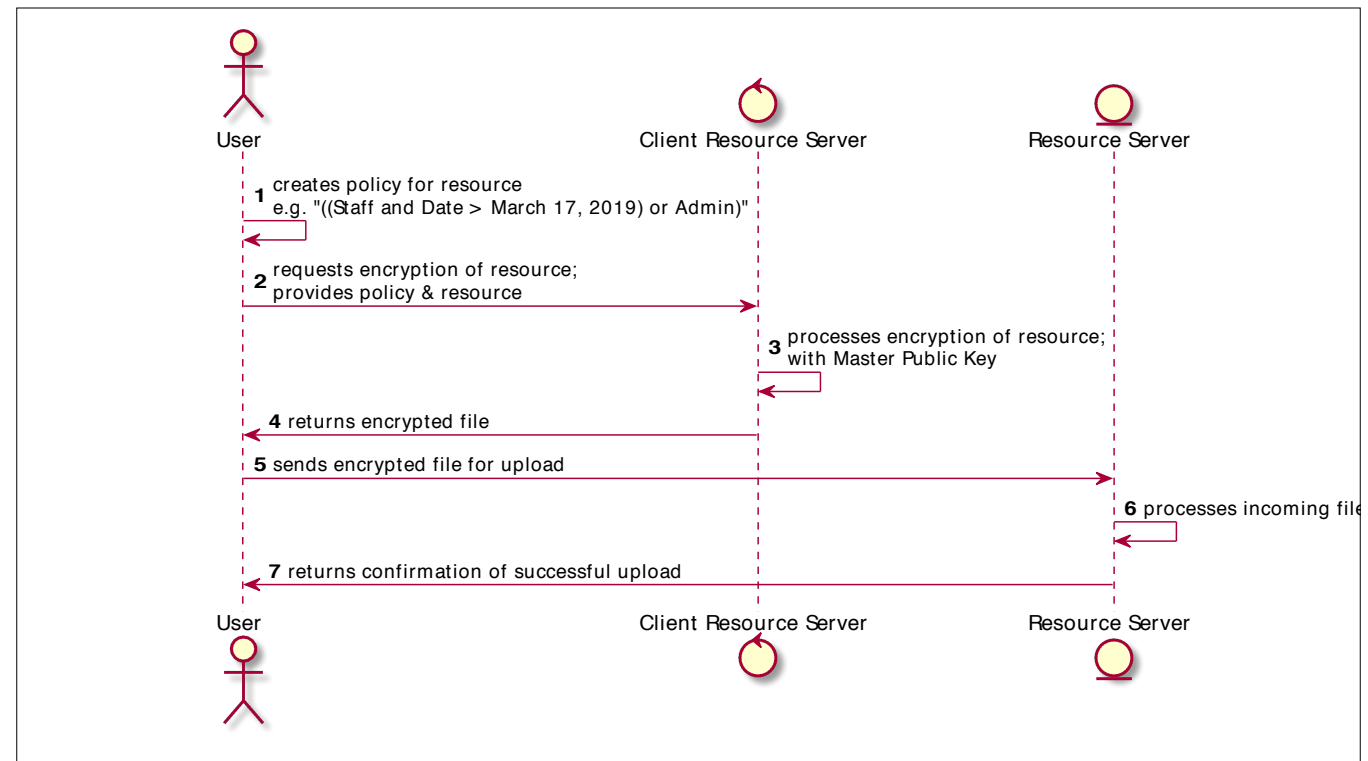 User
Client Resource Server
Resource Server
1 creates policy for resource
e.g. "((Staff and Date > March 17, 2019) or Admin)"
2 requests encryption of resource;
provides policy & resource
3 processes encryption of resource;
with Master Public Key
4 returns encrypted file
5 sends encrypted file for upload
6 processes incoming file
7 returns confirmation of successful upload
User
Client Resource Server
Resource Server